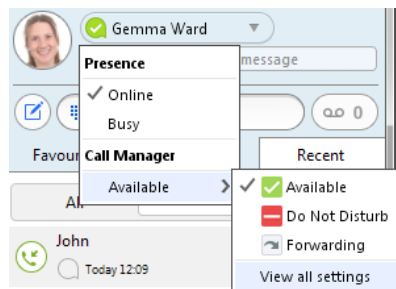 Gemma Ward
Presence
message
Online
Busy
0
Favour
Call Manager
Recent
Available
Available
Do Not Disturb
Forwarding
View all settings
John
Today 12:09